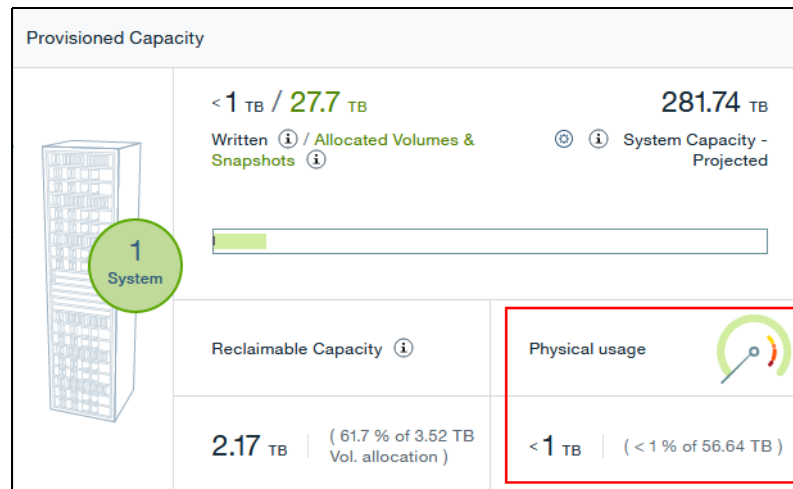 Provisioned Capacity
<1 TB / 27.7 TB
Written / Allocated Volumes &
Snapshots
281.74 TB
System Capacity -
Projected
1
System
Reclaimable Capacity
Physical usage
2.17 TB
( 61.7 % of 3.52 TB
Vol. allocation )
<1 TB
( < 1 % of 56.64 TB )